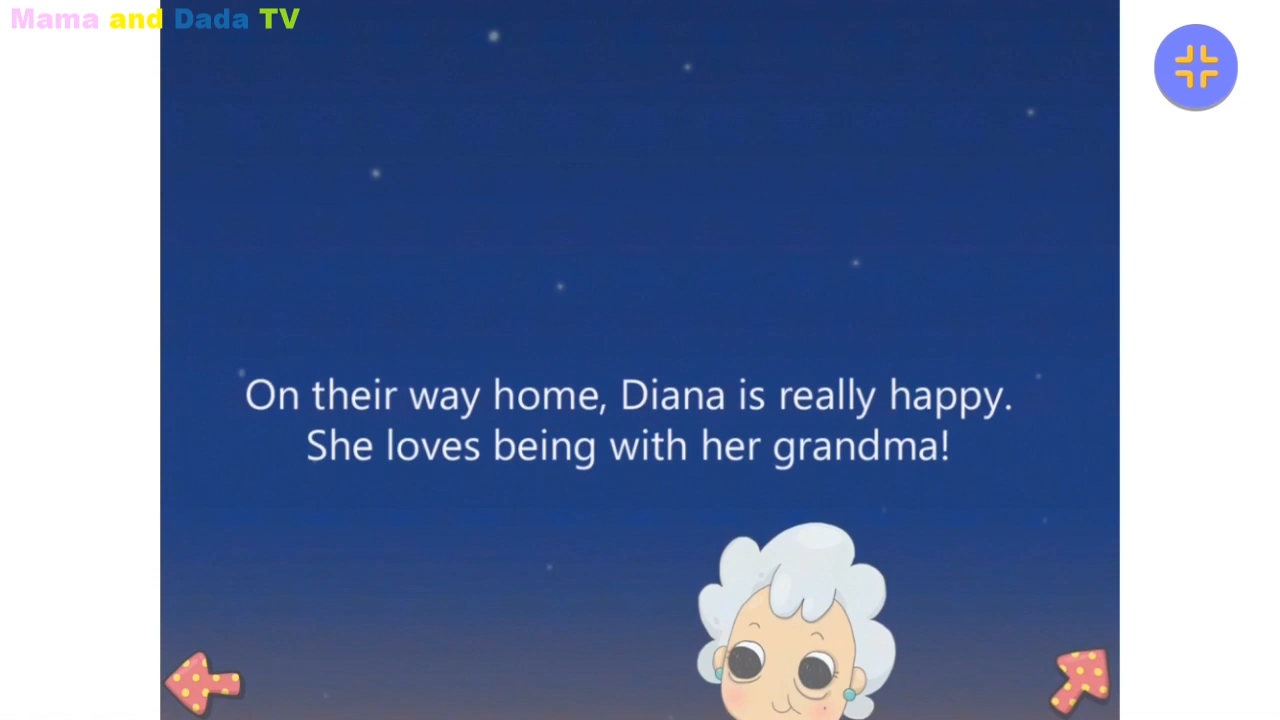 Mama and Dada TV
On their way home, Diana is really happy.
She loves being with her grandma!